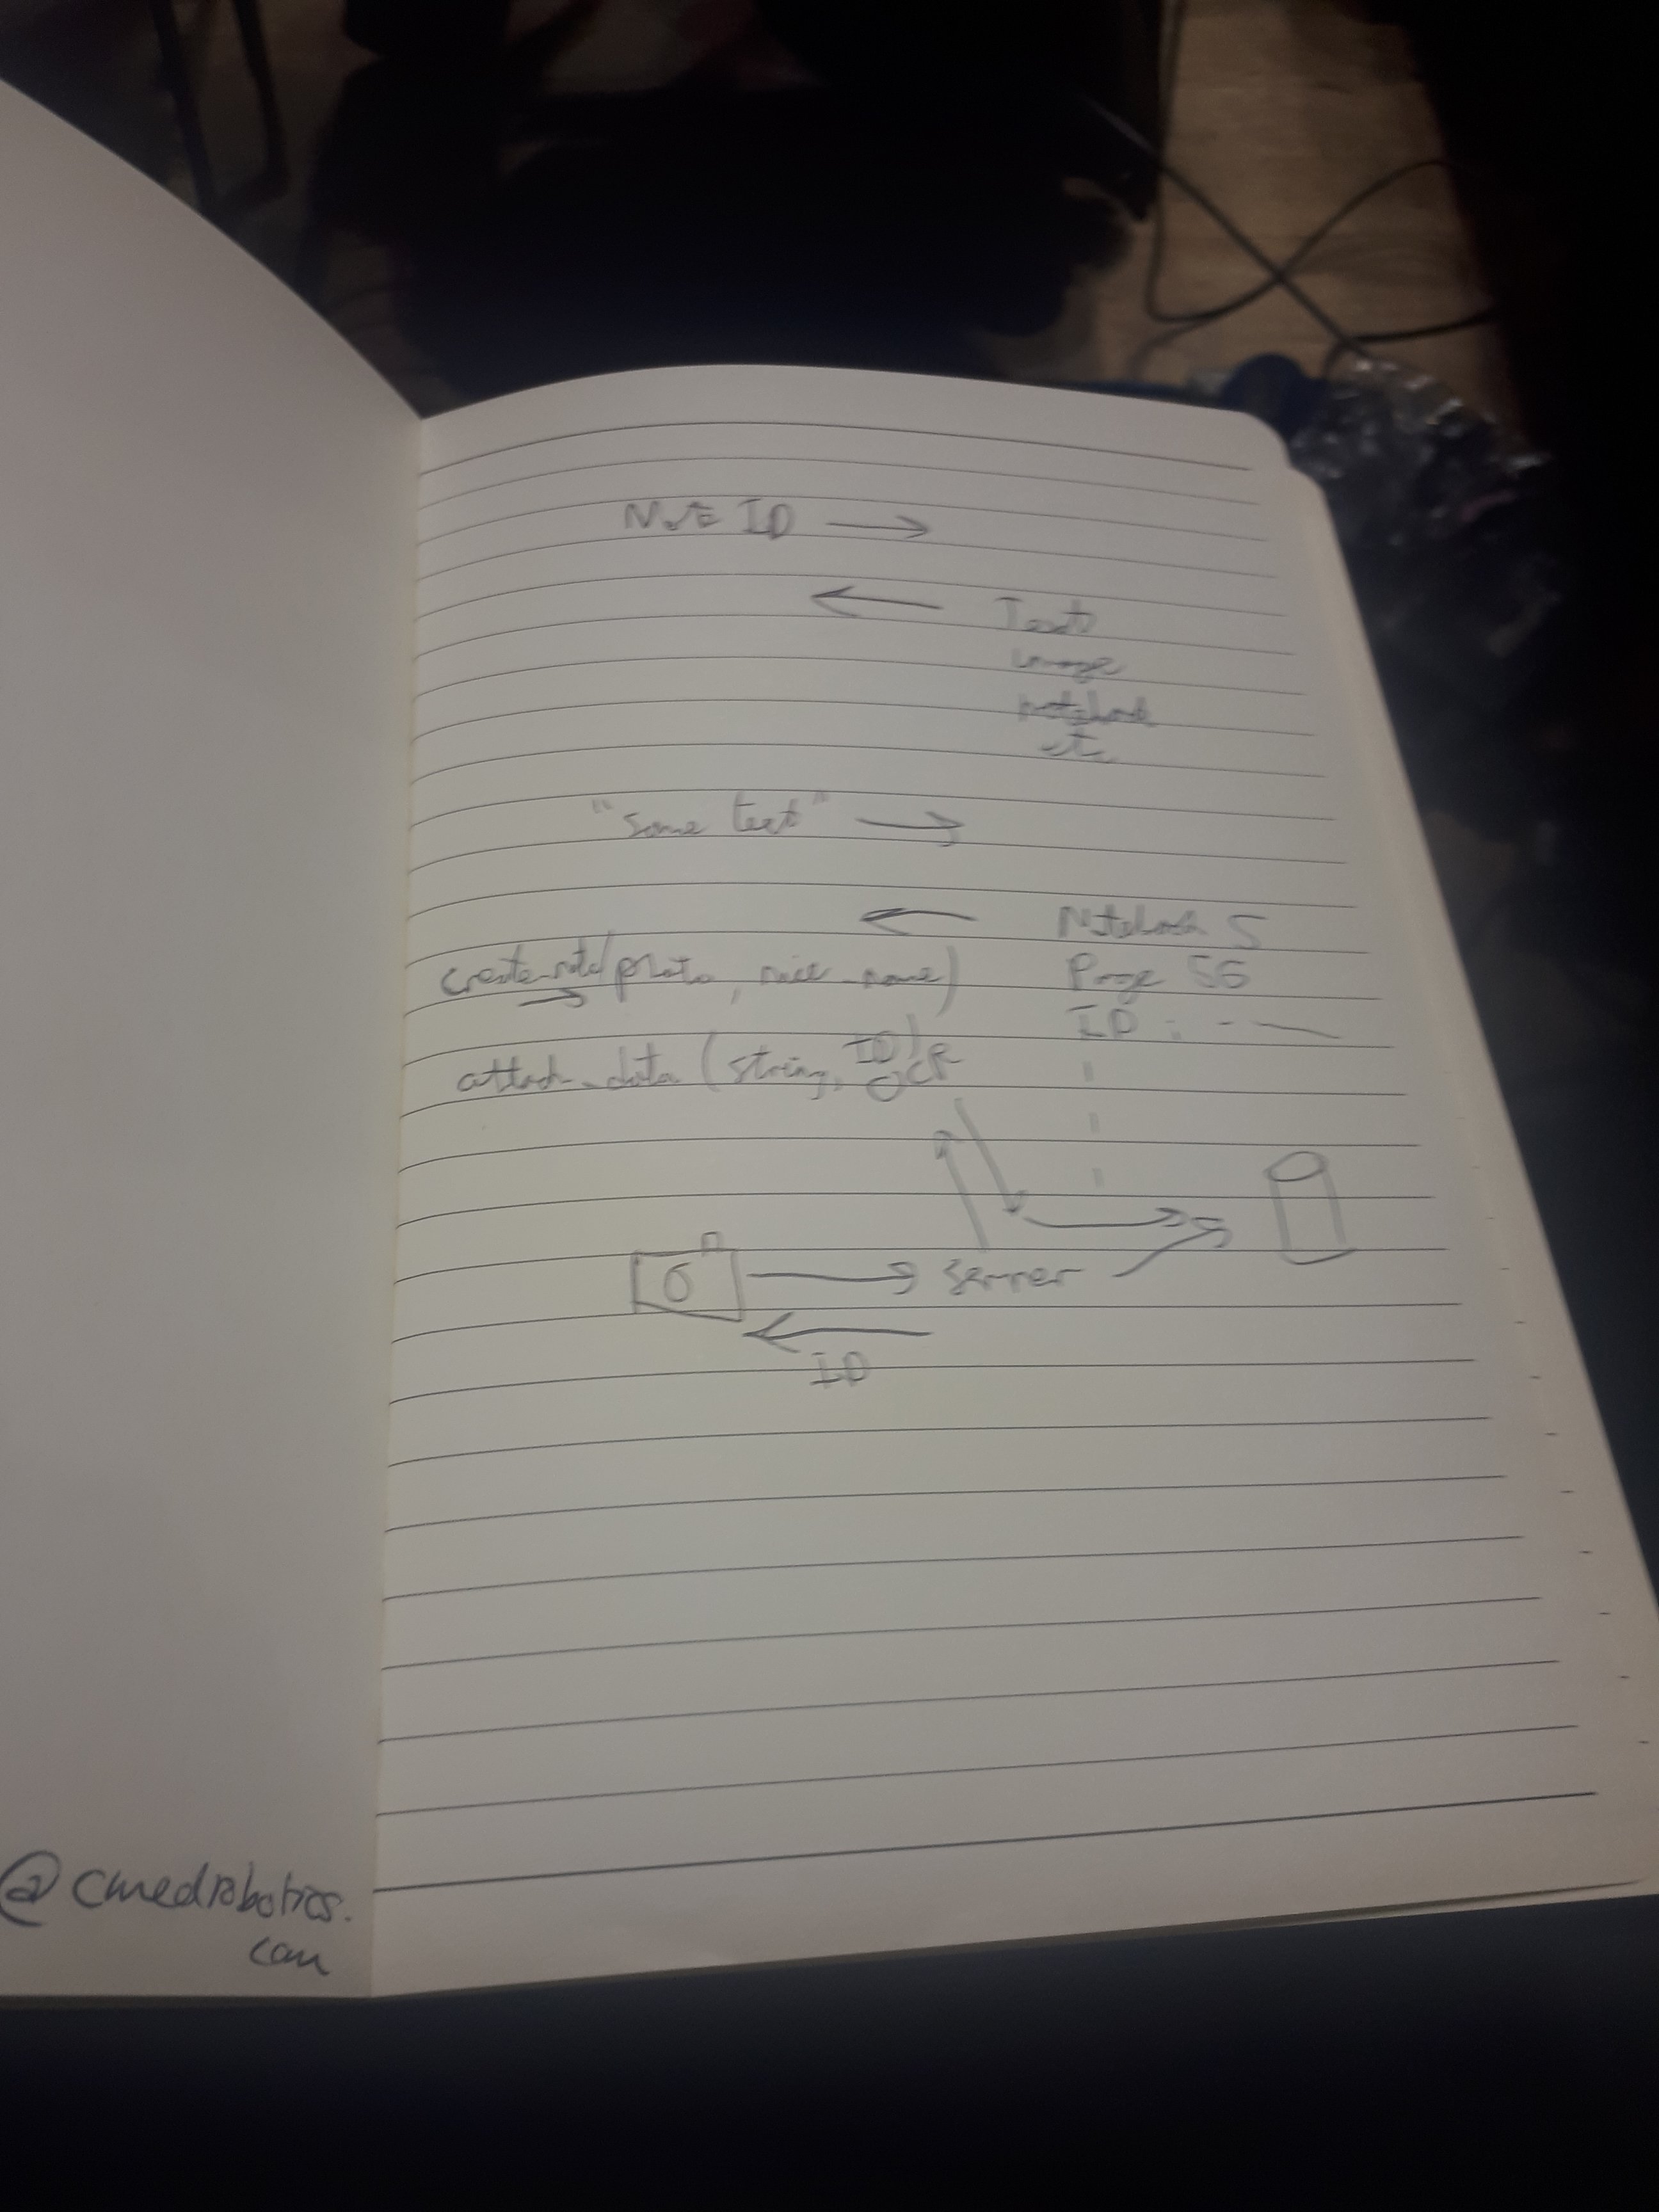 Note ID →
← Text
image
notebook
etc
"some text" →
← Notebook 5
create_note(photo, nice_name)
Page 56
ID :
attach_data (string, ID)
OCR
server
ID
@cmedrobotics.
com